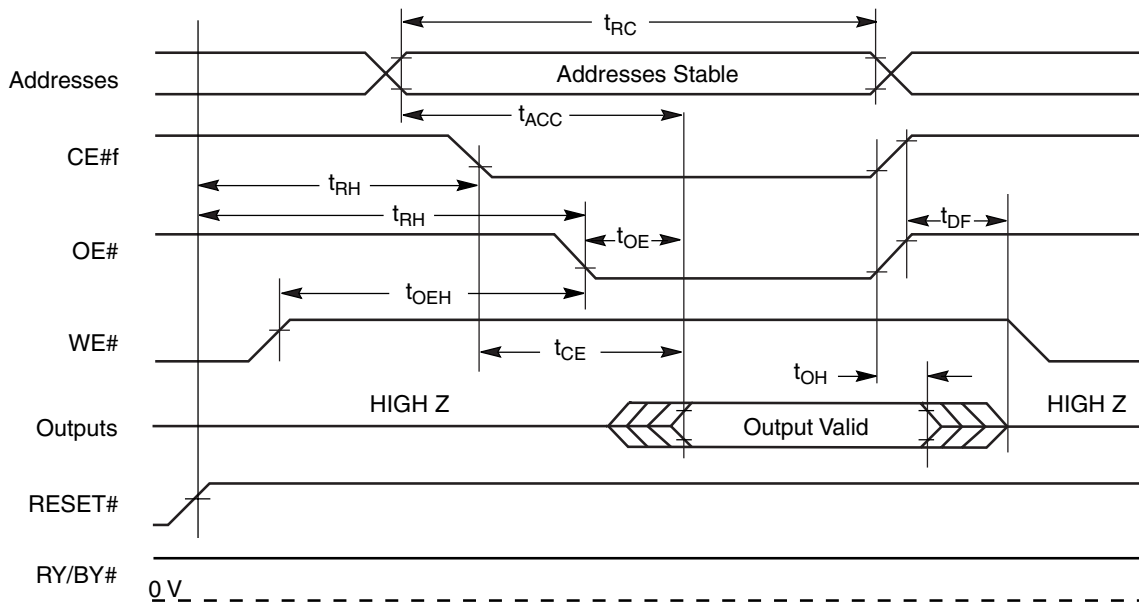 tRC
Addresses
Addresses Stable
tACC
CE#f
tRH
tRH
tOE
tDF
OE#
tOEH
WE#
tCE
tOH
HIGH Z
HIGH Z
Outputs
Output Valid
RESET#
RY/BY#
0 V